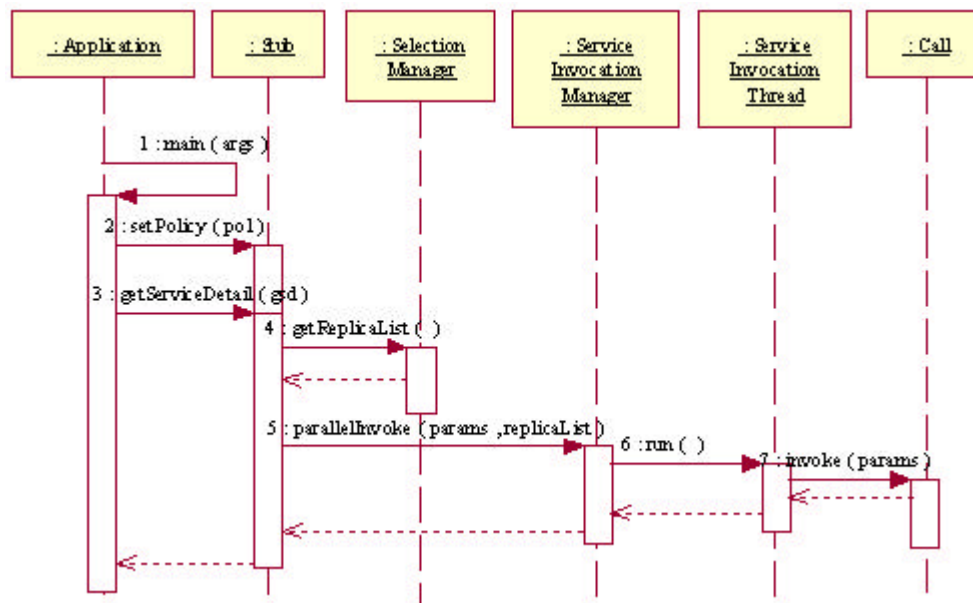 : Application
: Stub
: Selection
Manager
: Service
Invocation
Manager
: Service
Invocation
Thread
: Call
1 : main ( args )
2 : setPolicy ( pol )
3 : getServiceDetail ( gsd )
4 : getReplicaList ( )
5 : parallelInvoke ( params , replicaList )
6 : run ( )
7 : invoke ( params )